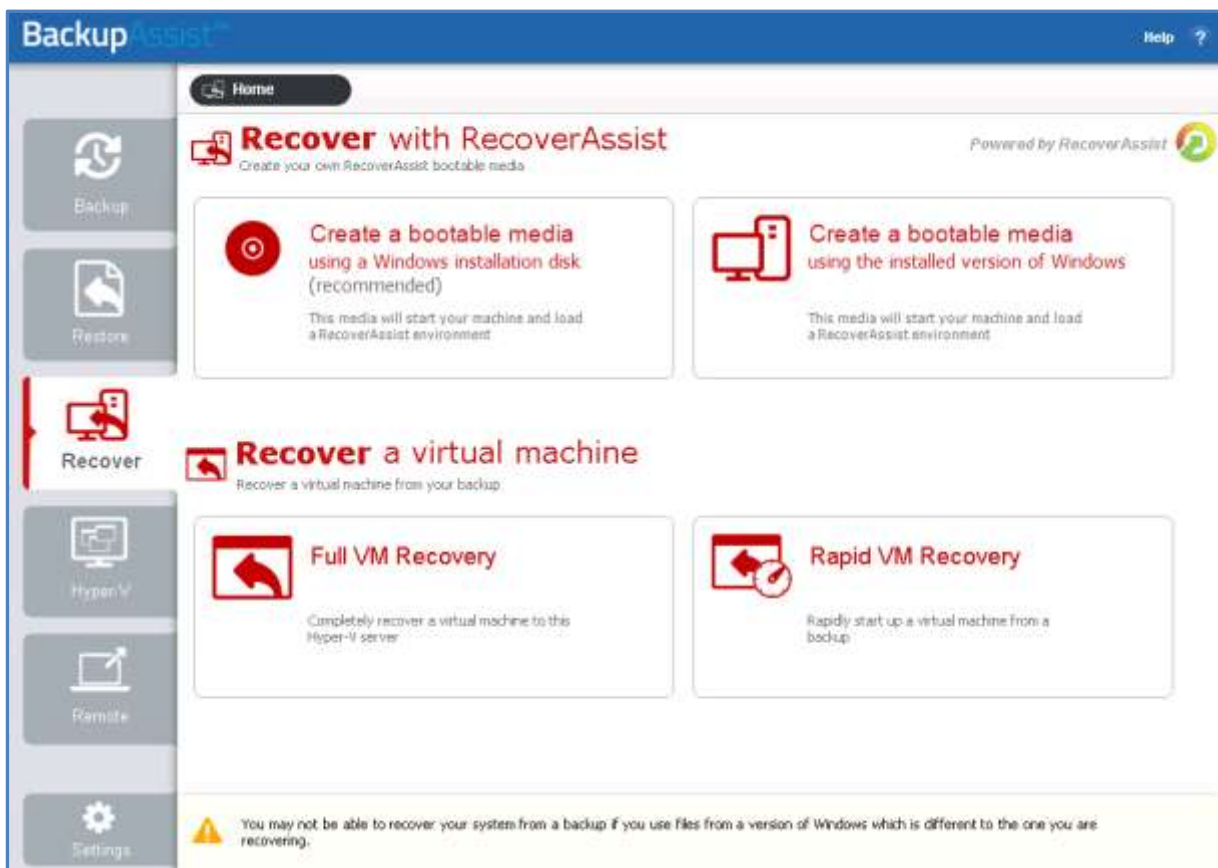 BackupAssist™
Help ?
Home
Recover with RecoverAssist
Create your own RecoverAssist bootable media
Powered by RecoverAssist
Backup
Create a bootable media
using a Windows installation disk
(recommended)
This media will start your machine and load
a RecoverAssist environment
Create a bootable media
using the installed version of Windows
This media will start your machine and load
a RecoverAssist environment
Restore
Recover
Recover a virtual machine
Recover a virtual machine from your backup
Full VM Recovery
Completely recover a virtual machine to this
Hyper-V server
Rapid VM Recovery
Rapidly start up a virtual machine from a
backup
Hyper-V
Remote
Settings
You may not be able to recover your system from a backup if you use files from a version of Windows which is different to the one you are
recovering.